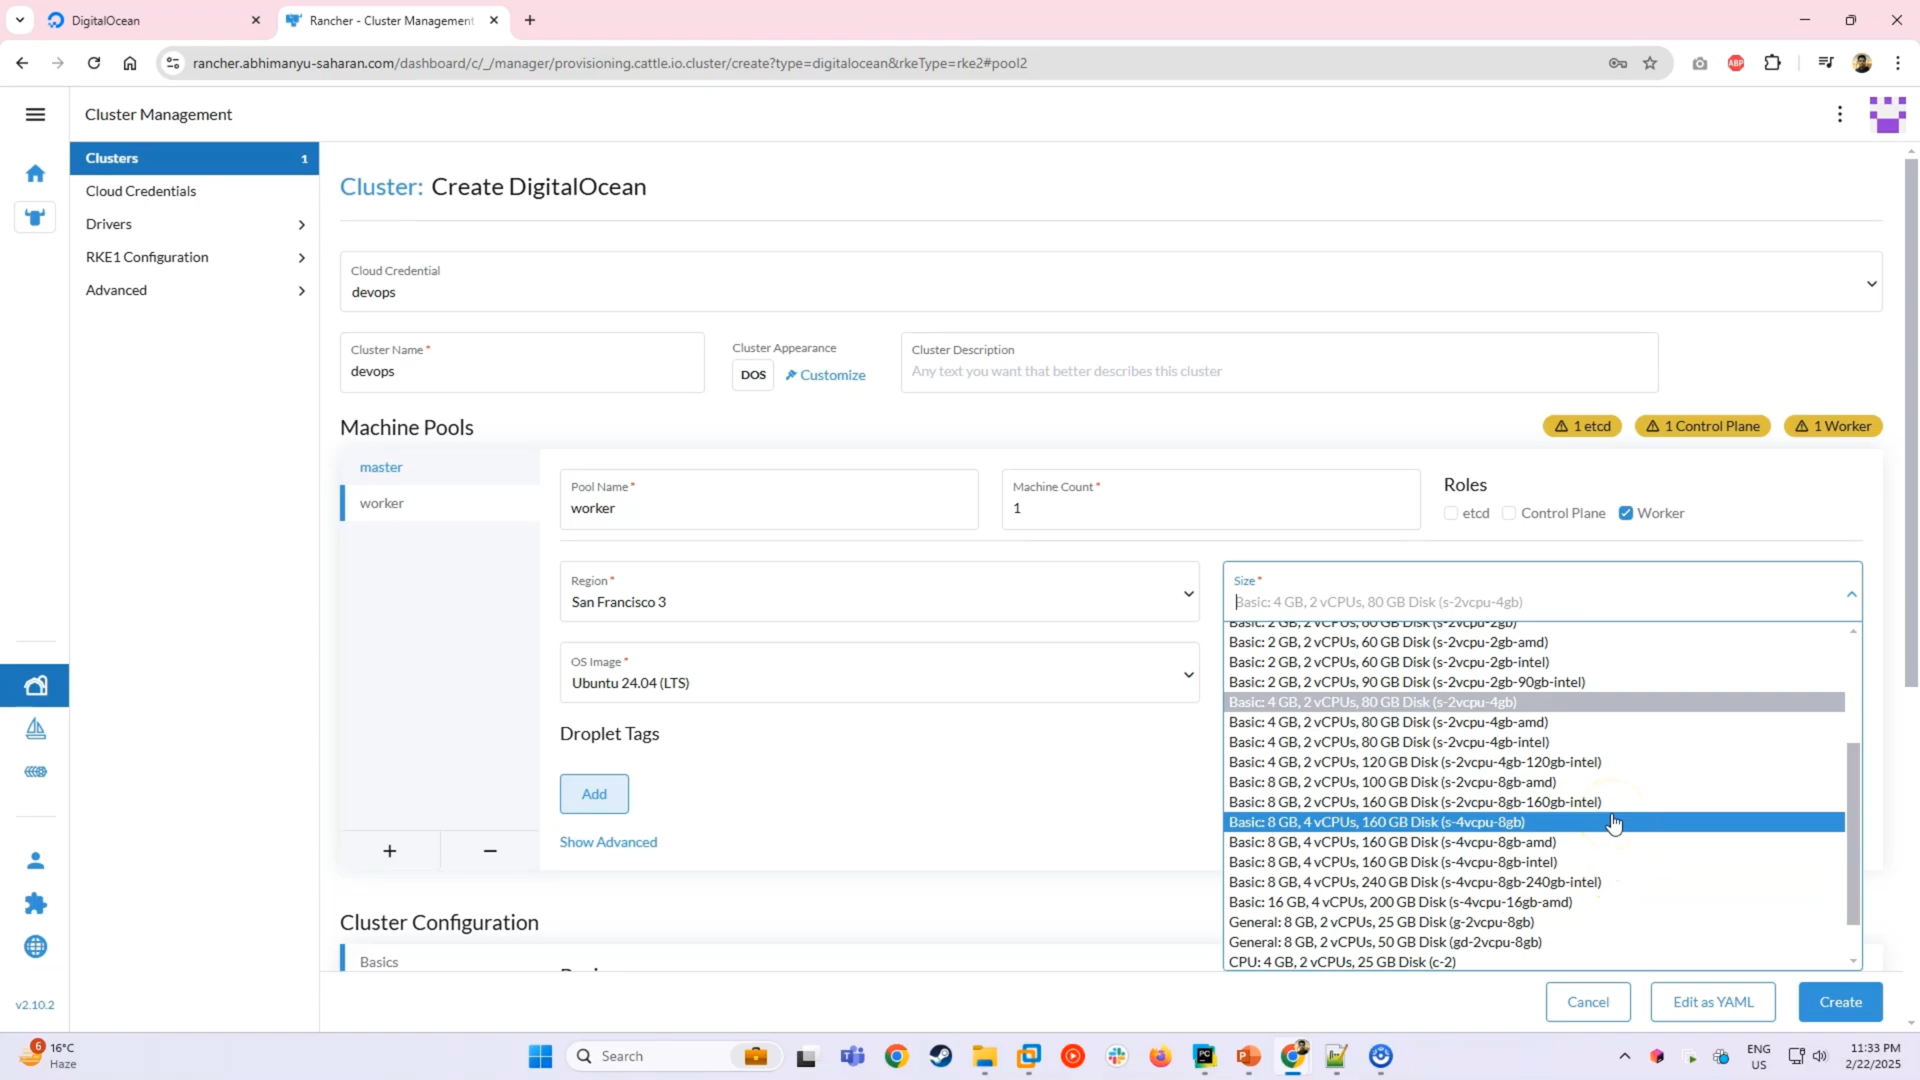 DigitalOcean
Rancher - Cluster Management
rancher.abhimanyu-saharan.com/dashboard/c/_/manager/provisioning.cattle.io.cluster/create?type=digitalocean&rkeType=rke2#pool2
ABP
Cluster Management
Clusters 1
Cloud Credentials
Drivers
RKE1 Configuration
Advanced
Cluster: Create DigitalOcean
Cloud Credential
devops
Cluster Name *
devops
Cluster Appearance
DOS Customize
Cluster Description
Any text you want that better describes this cluster
Machine Pools
1 etcd
1 Control Plane
1 Worker
master
worker
Pool Name *
worker
Machine Count *
1
Roles
etcd Control Plane Worker
Region *
San Francisco 3
Size *
Basic: 4 GB, 2 vCPUs, 80 GB Disk (s-2vcpu-4gb)
OS Image *
Ubuntu 24.04 (LTS)
Droplet Tags
Add
Show Advanced
Basic: 2 GB, 2 vCPUs, 60 GB Disk (s-2vcpu-2gb)
Basic: 2 GB, 2 vCPUs, 60 GB Disk (s-2vcpu-2gb-amd)
Basic: 2 GB, 2 vCPUs, 60 GB Disk (s-2vcpu-2gb-intel)
Basic: 2 GB, 2 vCPUs, 90 GB Disk (s-2vcpu-2gb-90gb-intel)
Basic: 4 GB, 2 vCPUs, 80 GB Disk (s-2vcpu-4gb)
Basic: 4 GB, 2 vCPUs, 80 GB Disk (s-2vcpu-4gb-amd)
Basic: 4 GB, 2 vCPUs, 80 GB Disk (s-2vcpu-4gb-intel)
Basic: 4 GB, 2 vCPUs, 120 GB Disk (s-2vcpu-4gb-120gb-intel)
Basic: 8 GB, 2 vCPUs, 100 GB Disk (s-2vcpu-8gb-amd)
Basic: 8 GB, 2 vCPUs, 160 GB Disk (s-2vcpu-8gb-160gb-intel)
Basic: 8 GB, 4 vCPUs, 160 GB Disk (s-4vcpu-8gb)
Basic: 8 GB, 4 vCPUs, 160 GB Disk (s-4vcpu-8gb-amd)
Basic: 8 GB, 4 vCPUs, 160 GB Disk (s-4vcpu-8gb-intel)
Basic: 8 GB, 4 vCPUs, 240 GB Disk (s-4vcpu-8gb-240gb-intel)
Basic: 16 GB, 4 vCPUs, 200 GB Disk (s-4vcpu-16gb-amd)
General: 8 GB, 2 vCPUs, 25 GB Disk (g-2vcpu-8gb)
General: 8 GB, 2 vCPUs, 50 GB Disk (gd-2vcpu-8gb)
CPU: 4 GB, 2 vCPUs, 25 GB Disk (c-2)
Cluster Configuration
Basics
Cancel
Edit as YAML
Create
v2.10.2
6
16°C
Haze
Search
PC
ENG
US
11:33 PM
2/22/2025